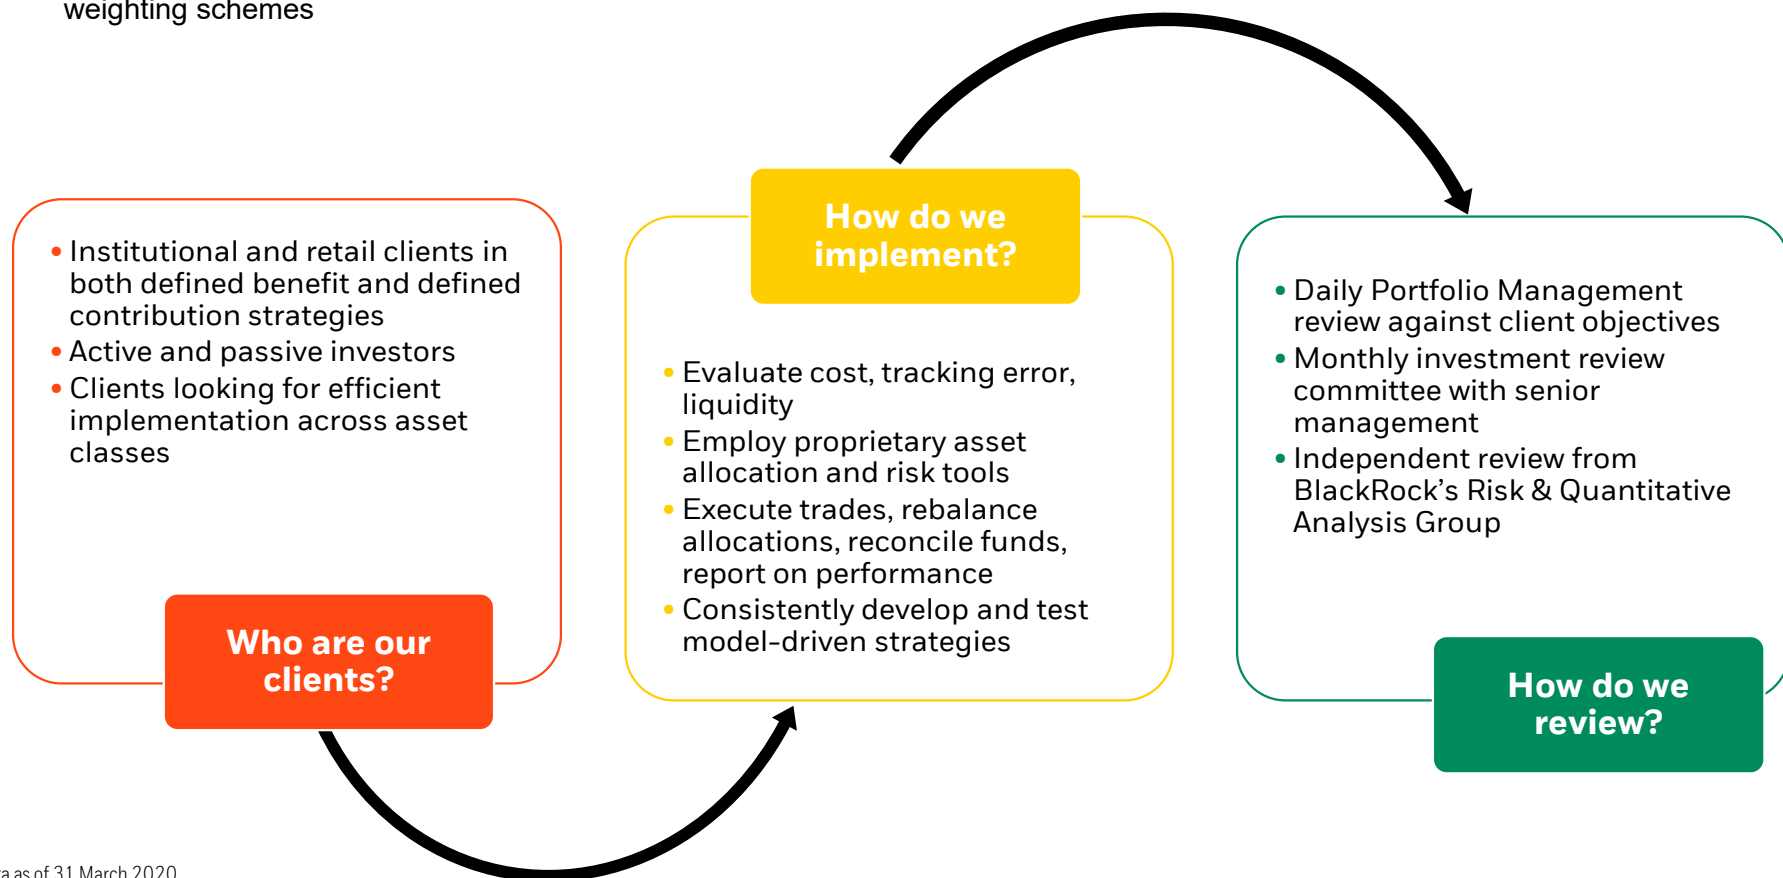 weighting schemes
• Institutional and retail clients in
both defined benefit and defined
contribution strategies
• Active and passive investors
• Clients looking for efficient
implementation across asset
classes
Who are our
clients?
How do we
implement?
• Evaluate cost, tracking error,
liquidity
• Employ proprietary asset
allocation and risk tools
• Execute trades, rebalance
allocations, reconcile funds,
report on performance
• Consistently develop and test
model-driven strategies
• Daily Portfolio Management
review against client objectives
• Monthly investment review
committee with senior
management
• Independent review from
BlackRock’s Risk & Quantitative
Analysis Group
How do we
review?
as of 31 March 2020